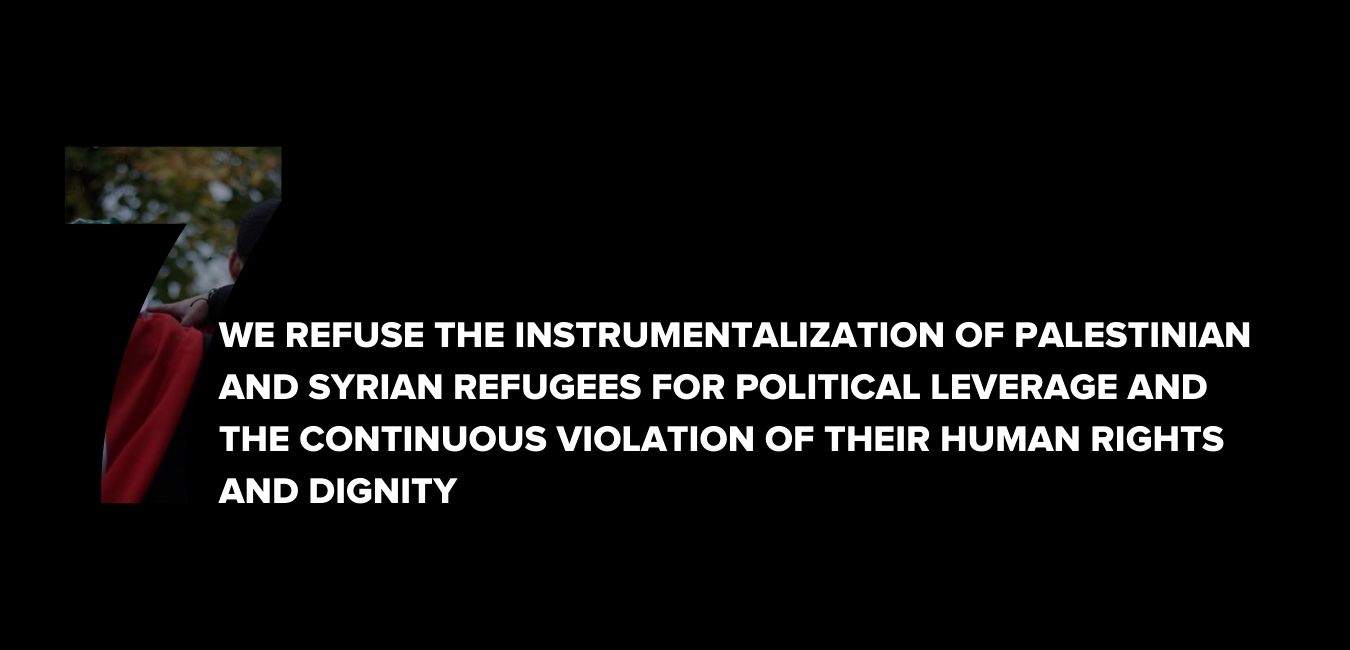 7
WE REFUSE THE INSTRUMENTALIZATION OF PALESTINIAN
AND SYRIAN REFUGEES FOR POLITICAL LEVERAGE AND
THE CONTINUOUS VIOLATION OF THEIR HUMAN RIGHTS
AND DIGNITY